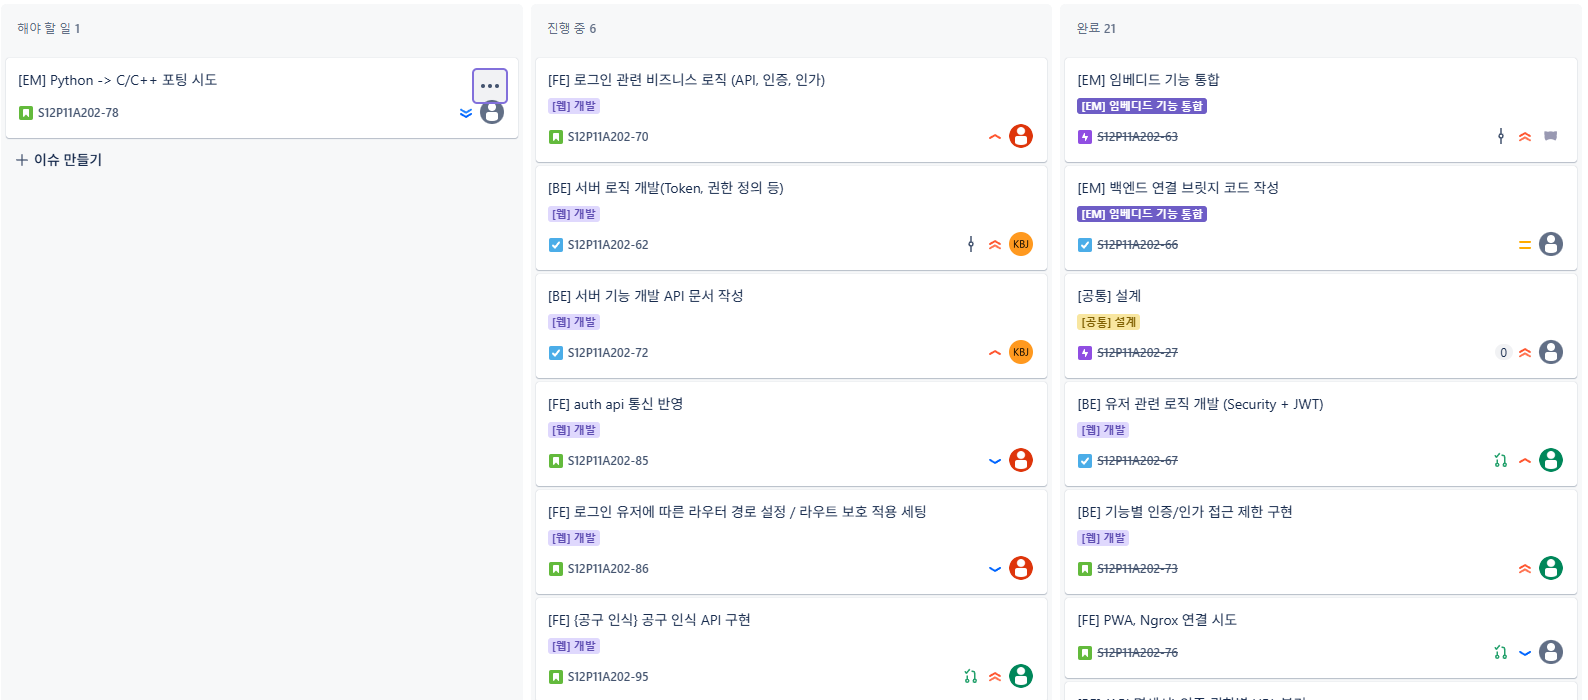 해야 할 일 1
[EM] Python -> C/C++ 포팅 시도
S12P11A202-78
이슈 만들기
진행 중 6
[FE] 로그인 관련 비즈니스 로직 (API, 인증, 인가)
[웹] 개발
S12P11A202-70
[BE] 서버 로직 개발(Token, 권한 정의 등)
[웹] 개발
S12P11A202-62
KBJ
[BE] 서버 기능 개발 API 문서 작성
[웹] 개발
S12P11A202-72
KBJ
[FE] auth api 통신 반영
[웹] 개발
S12P11A202-85
[FE] 로그인 유저에 따른 라우터 경로 설정 / 라우트 보호 적용 세팅
[웹] 개발
S12P11A202-86
[FE] {공구 인식} 공구 인식 API 구현
[웹] 개발
S12P11A202-95
완료 21
[EM] 임베디드 기능 통합
[EM] 임베디드 기능 통합
S12P11A202-63
[EM] 백엔드 연결 브릿지 코드 작성
[EM] 임베디드 기능 통합
S12P11A202-66
[공통] 설계
[공통] 설계
S12P11A202-27
0
[BE] 유저 관련 로직 개발 (Security + JWT)
[웹] 개발
S12P11A202-67
[BE] 기능별 인증/인가 접근 제한 구현
[웹] 개발
S12P11A202-73
[FE] PWA, Ngrox 연결 시도
S12P11A202-76